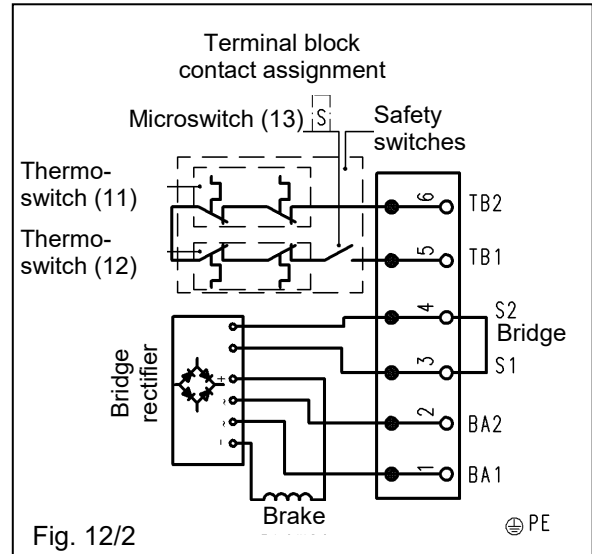 Terminal block
contact assignment
Microswitch (13)
S
Safety
switches
Thermo-
switch (11)
Thermo-
switch (12)
6
TB2
5
TB1
4
S2
Bridge
3
S1
2
BA2
1
BA1
Bridge
rectifier
+
~
~
-
Brake
PE
Fig. 12/2